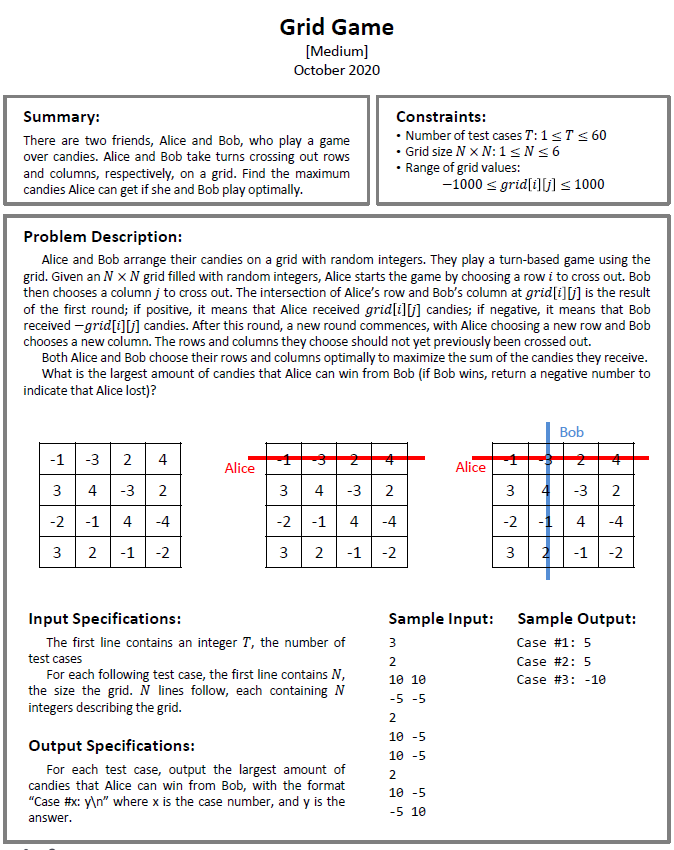 Grid Game
[Medium]
October 2020
Summary:
There are two friends, Alice and Bob, who play a game
over candies. Alice and Bob take turns crossing out rows
and columns, respectively, on a grid. Find the maximum
candies Alice can get if she and Bob play optimally.
Constraints:
• Number of test cases T: 1 ≤ T ≤ 60
• Grid size N × N: 1 ≤ N ≤ 6
• Range of grid values:
−1000 ≤ grid[i][j] ≤ 1000
Problem Description:
Alice and Bob arrange their candies on a grid with random integers. They play a turn-based game using the
grid. Given an N × N grid filled with random integers, Alice starts the game by choosing a row i to cross out. Bob
then chooses a column j to cross out. The intersection of Alice's row and Bob's column at grid[i][j] is the result
of the first round; if positive, it means that Alice received grid[i][j] candies; if negative, it means that Bob
received −grid[i][j] candies. After this round, a new round commences, with Alice choosing a new row and Bob
chooses a new column. The rows and columns they choose should not yet previously been crossed out.
Both Alice and Bob choose their rows and columns optimally to maximize the sum of the candies they receive.
What is the largest amount of candies that Alice can win from Bob (if Bob wins, return a negative number to
indicate that Alice lost)?
-1 -3 2 4
3 4 -3 2
-2 -1 4 -4
3 2 -1 -2
Alice
-1 -3 2 4
3 4 -3 2
-2 -1 4 -4
3 2 -1 -2
Bob
Alice
-1 -3 2 4
3 4 -3 2
-2 -1 4 -4
3 2 -1 -2
Input Specifications:
The first line contains an integer T, the number of
test cases
For each following test case, the first line contains N,
the size the grid. N lines follow, each containing N
integers describing the grid.
Output Specifications:
For each test case, output the largest amount of
candies that Alice can win from Bob, with the format
"Case #x: y\n" where x is the case number, and y is the
answer.
Sample Input:
3
2
10 10
-5 -5
2
10 -5
10 -5
2
10 -5
-5 10
Sample Output:
Case #1: 5
Case #2: 5
Case #3: -10